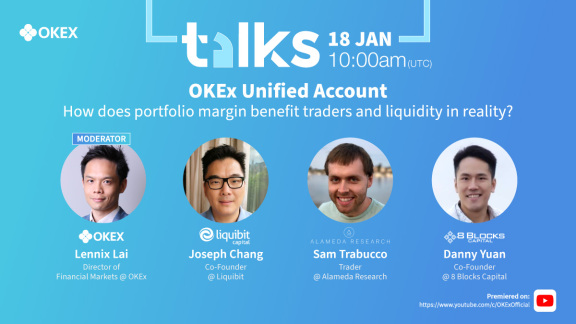 OKEX
talks
18 JAN
10:00am(UTC)
OKEx Unified Account
How does portfolio margin benefit traders and liquidity in reality?
MODERATOR
OKEX
Lennix Lai
Director of
Financial Markets @ OKEx
liquibit
capital
Joseph Chang
Co-Founder
@ Liquibit
ALAMEDA RESEARCH
Sam Trabucco
Trader
@ Alameda Research
8 BLOCKS
CAPITAL
Danny Yuan
Co-Founder
@ 8 Blocks Capital
Premiered on:
https://www.youtube.com/c/OKExOfficial